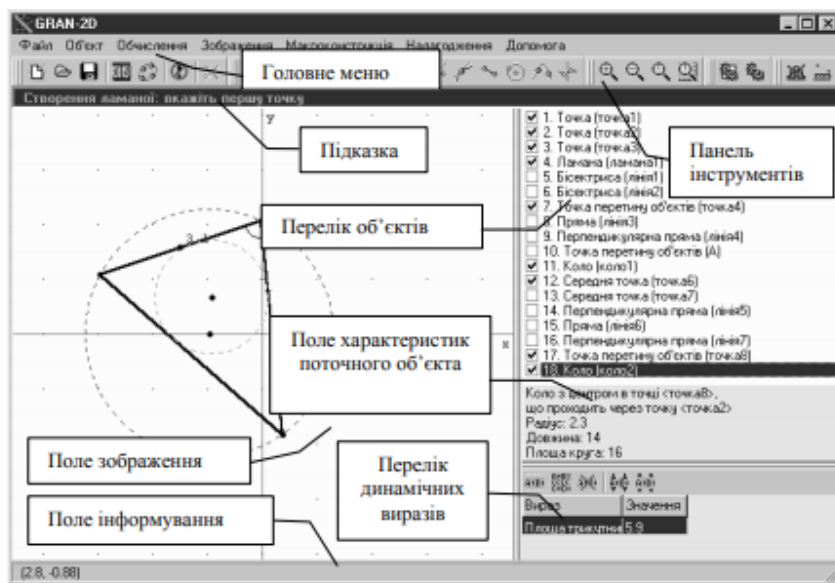 GRAN-2D
Файл Об'єкт Обчислення Зображення Макроконструкція Налагодження Допомога
Головне меню
Створення ламаної: вкажіть першу точку
Y
Підказка
1. Точка (точка1)
2. Точка (точка2)
3. Точка (точка3)
4. Ламана (ламана1)
5. Бісектриса (лінія1)
6. Бісектриса (лінія2)
7. Точка перетину об'єктів (точка4)
8. Пряма (лінія3)
9. Перпендикулярна пряма (лінія4)
10. Точка перетину об'єктів (A)
11. Коло (коло1)
12. Середня точка (точка6)
13. Середня точка (точка7)
14. Перпендикулярна пряма (лінія5)
15. Пряма (лінія6)
16. Перпендикулярна пряма (лінія7)
17. Точка перетину об'єктів (точка8)
18. Коло (коло2)
Панель
інструментів
Перелік об’єктів
X
Поле характеристик
поточного об’єкта
Коло з центром в точці <точка8>,
що проходить через точку <точка2>
Радіус: 2.3
Довжина: 14
Площа круга: 16
Поле зображення
Перелік
динамічних
виразів
Вираз Значення
Площа трикутни 5.9
Поле інформування
(2.8, -0.88)